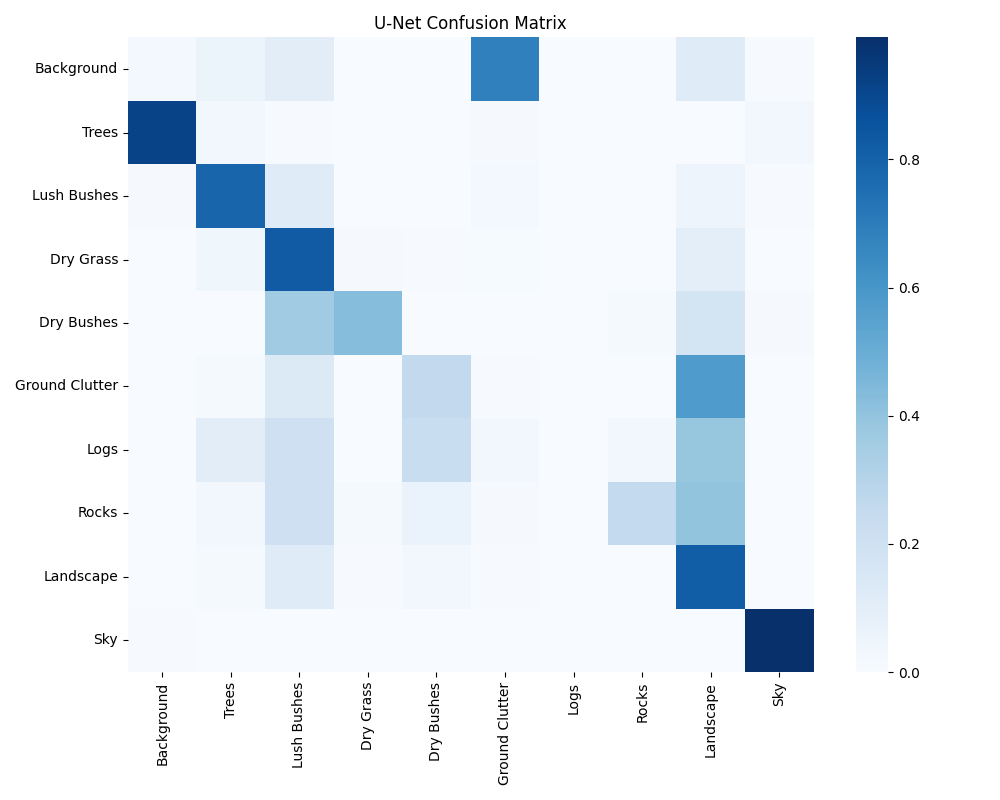 U-Net Confusion Matrix
Background
Trees
Lush Bushes
Dry Grass
Dry Bushes
Ground Clutter
Logs
Rocks
Landscape
Sky
Background
Trees
Lush Bushes
Dry Grass
Dry Bushes
Ground Clutter
Logs
Rocks
Landscape
Sky
0.8
0.6
0.4
0.2
0.0